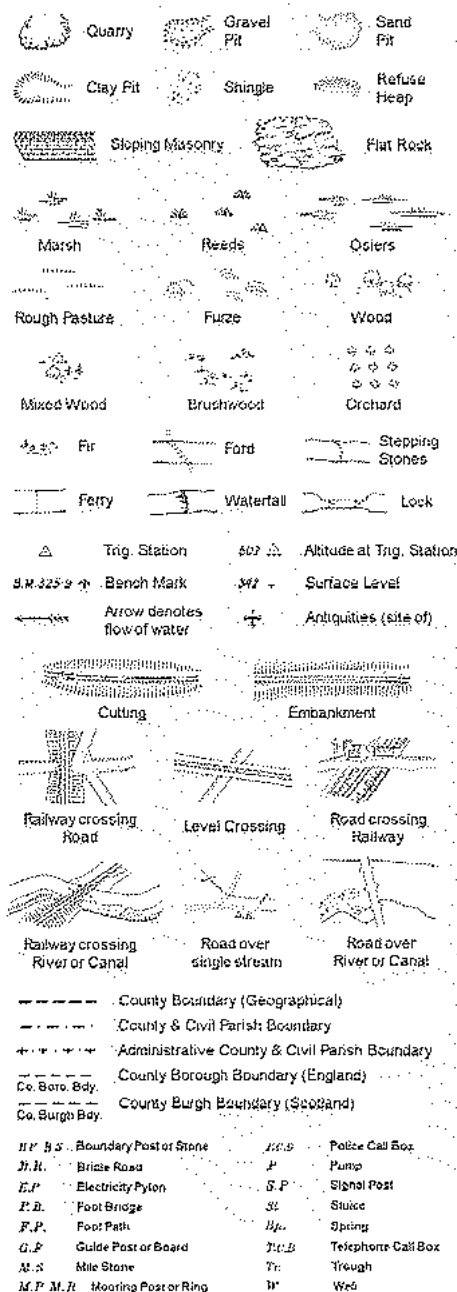 Quarry
Gravel
Pit
Sand
Pit
Clay Pit
Shingle
Refuse
Heap
Sloping Masonry
Flat Rock
Marsh
Reeds
Osiers
Rough Pasture
Furze
Wood
Mixed Wood
Brushwood
Orchard
Fir
Ford
Stepping
Stones
Ferry
Waterfall
Lock
Trig. Station
Altitude at Trig. Station
B.M.325·9 Bench Mark
Surface Level
Arrow denotes
flow of water
Antiquities (site of)
Cutting
Embankment
Railway crossing
Road
Level Crossing
Road crossing
Railway
Railway crossing
River or Canal
Road over
single stream
Road over
River or Canal
County Boundary (Geographical)
County & Civil Parish Boundary
Administrative County & Civil Parish Boundary
County Borough Boundary (England)
Co. Boro. Bdy.
County Burgh Boundary (Scotland)
Co. Burgh Bdy.
B.P. B.S. Boundary Post or Stone
B.R. Bridle Road
E.P Electricity Pylon
F.B. Foot Bridge
F.P. Foot Path
G.P Guide Post or Board
M.S Mile Stone
M.P M.R Mooring Post or Ring
P.C.B Police Call Box
P Pump
S.P Signal Post
Sl. Sluice
Spr. Spring
T.C.B Telephone Call Box
Tr. Trough
W Well